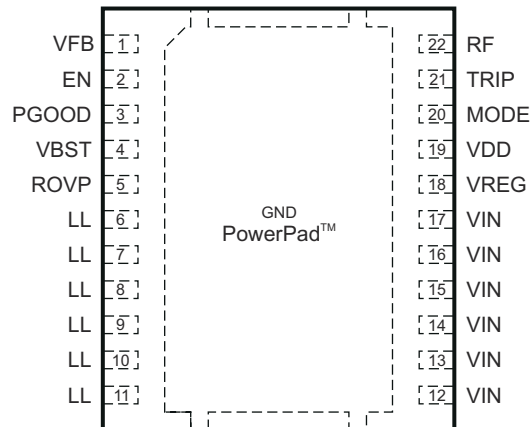 VFB 1 22 RF
EN 2 21 TRIP
PGOOD 3 20 MODE
VBST 4 19 VDD
ROVP 5 18 VREG
LL 6 17 VIN
GND
PowerPad™
LL 7 16 VIN
LL 8 15 VIN
LL 9 14 VIN
LL 10 13 VIN
LL 11 12 VIN